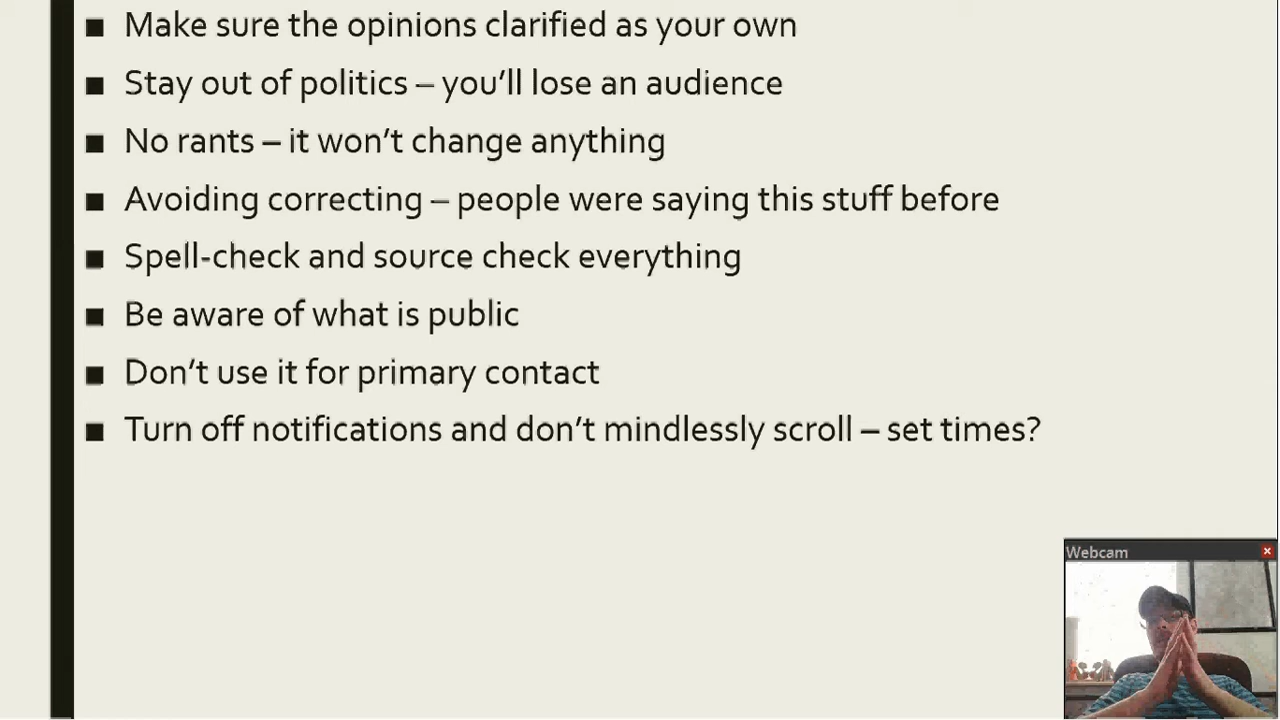 Make sure the opinions clarified as your own
Stay out of politics – you’ll lose an audience
No rants – it won’t change anything
Avoiding correcting – people were saying this stuff before
Spell-check and source check everything
Be aware of what is public
Don’t use it for primary contact
Turn off notifications and don’t mindlessly scroll – set times?
Webcam